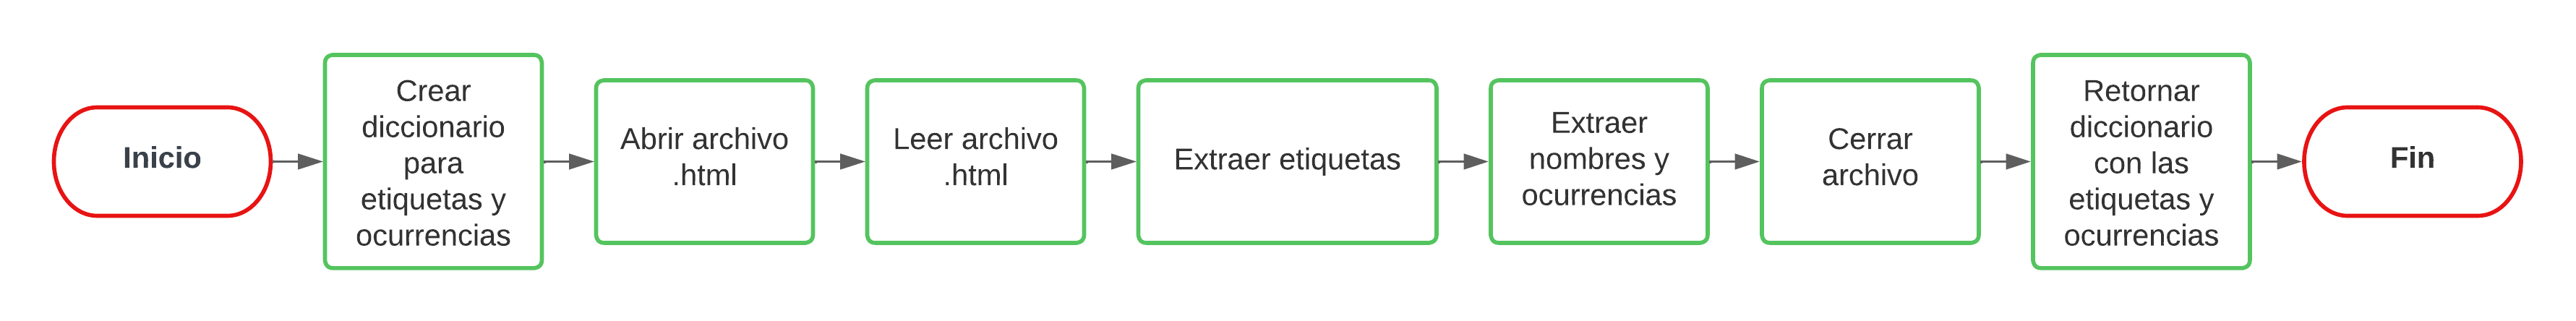 Inicio
Crear
diccionario
para
etiquetas y
ocurrencias
Abrir archivo
.html
Leer archivo
.html
Extraer etiquetas
Extraer
nombres y
ocurrencias
Cerrar
archivo
Retornar
diccionario
con las
etiquetas y
ocurrencias
Fin